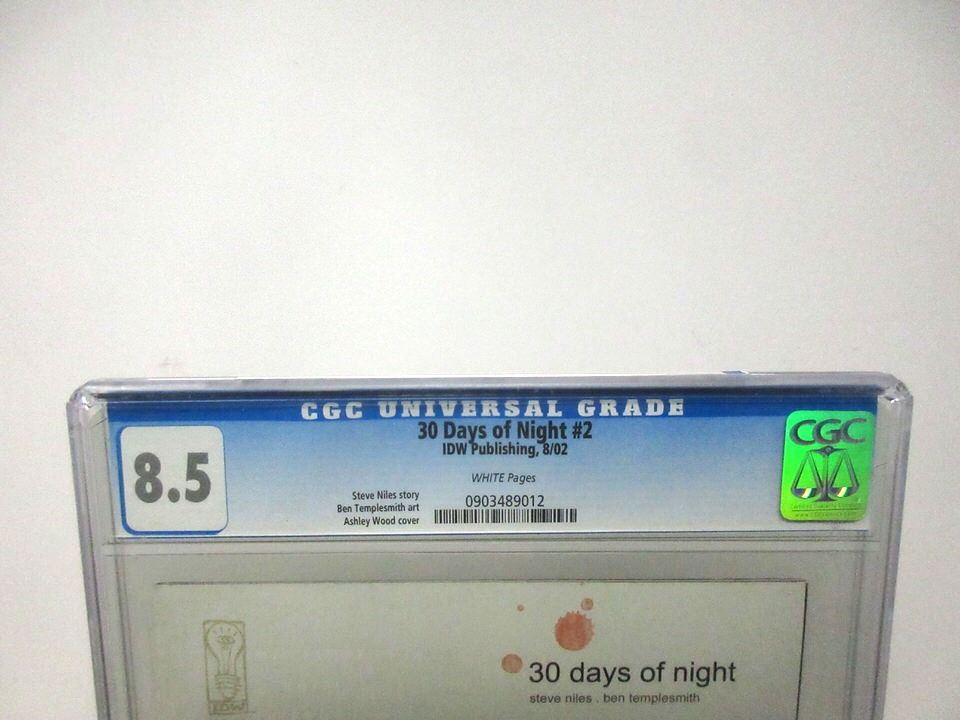 CGC UNIVERSAL GRADE
8.5
30 Days of Night #2
IDW Publishing, 8/02
WHITE Pages
Steve Niles story
Ben Templesmith art
Ashley Wood cover
0903489012
CGC
IDW
30 days of night
steve niles . ben templesmith